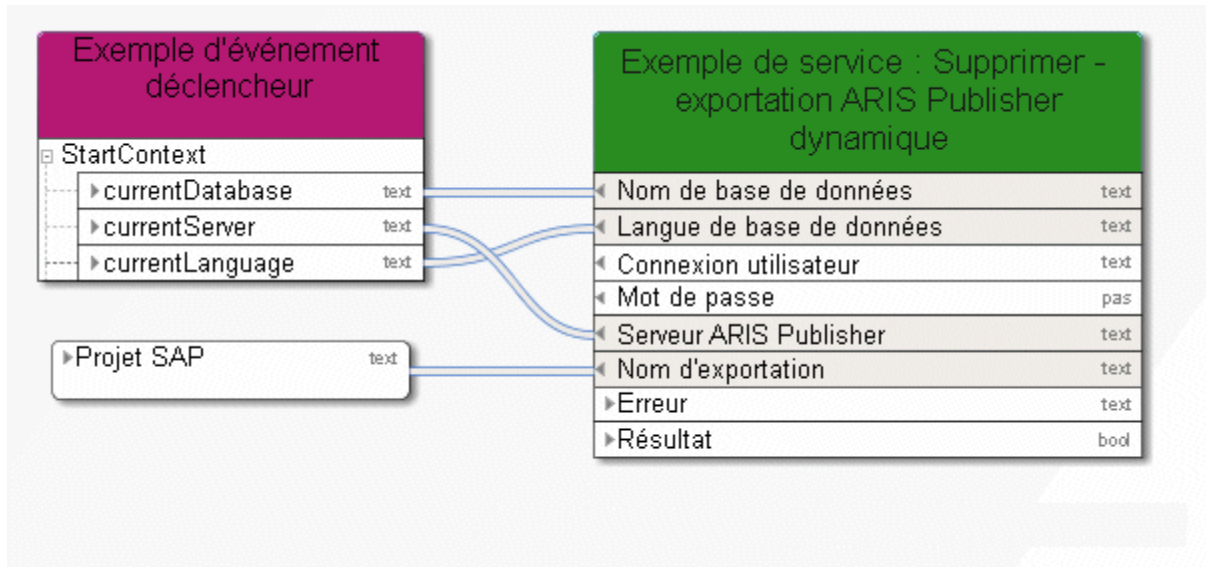 Exemple d'événement
déclencheur
StartContext
currentDatabase text
currentServer text
currentLanguage text
Projet SAP text
Exemple de service : Supprimer -
exportation ARIS Publisher
dynamique
Nom de base de données text
Langue de base de données text
Connexion utilisateur text
Mot de passe pas
Serveur ARIS Publisher text
Nom d'exportation text
Erreur text
Résultat bool